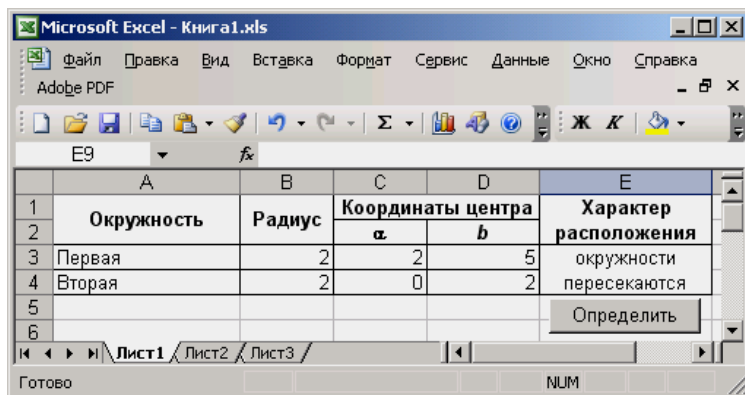 Microsoft Excel - Книга1.xls
Файл Правка Вид Вставка Формат Сервис Данные Окно Справка
Adobe PDF
Ж К
E9 fx
A B C D E
1 Окружность Радиус Координаты центра Характер
2 α b расположения
3 Первая 2 2 5 окружности
4 Вторая 2 0 2 пересекаются
5 Определить
6
Лист1 Лист2 Лист3
Готово NUM